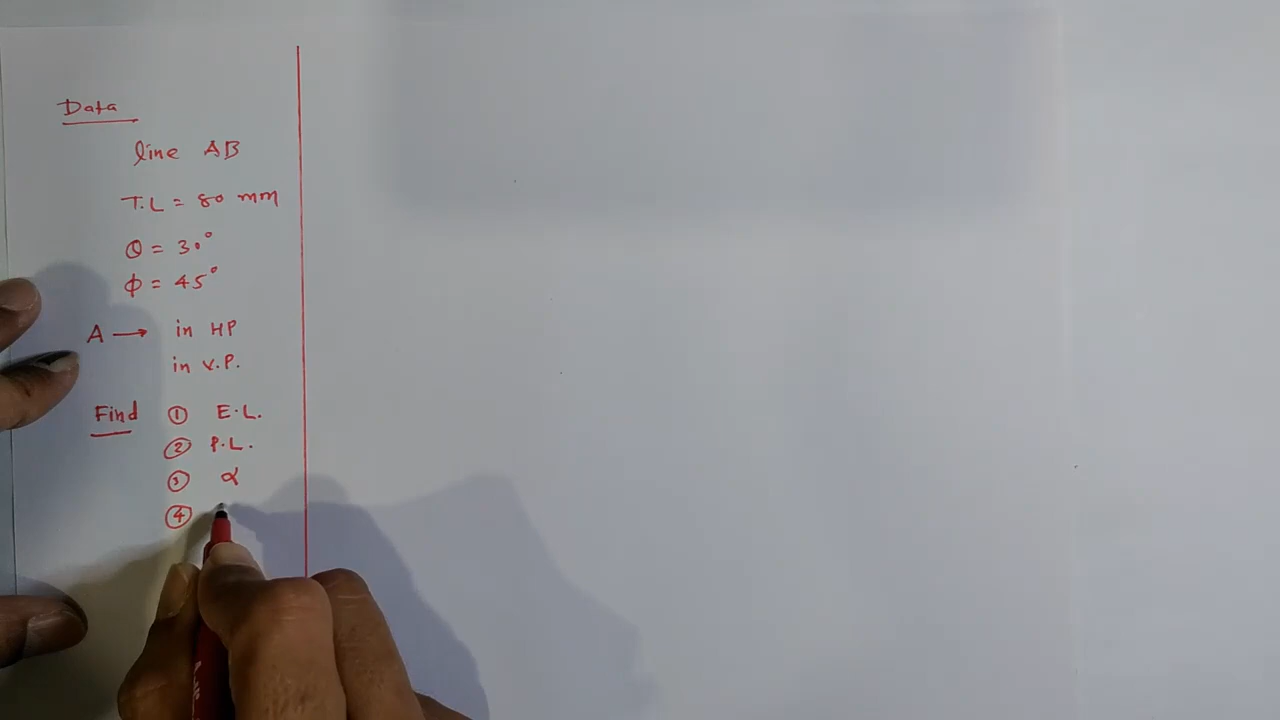 Data
line AB
T.L = 80 mm
θ = 30°
ϕ = 45°
A → in HP
in V.P.
Find ① E.L.
② P.L.
③ α
④